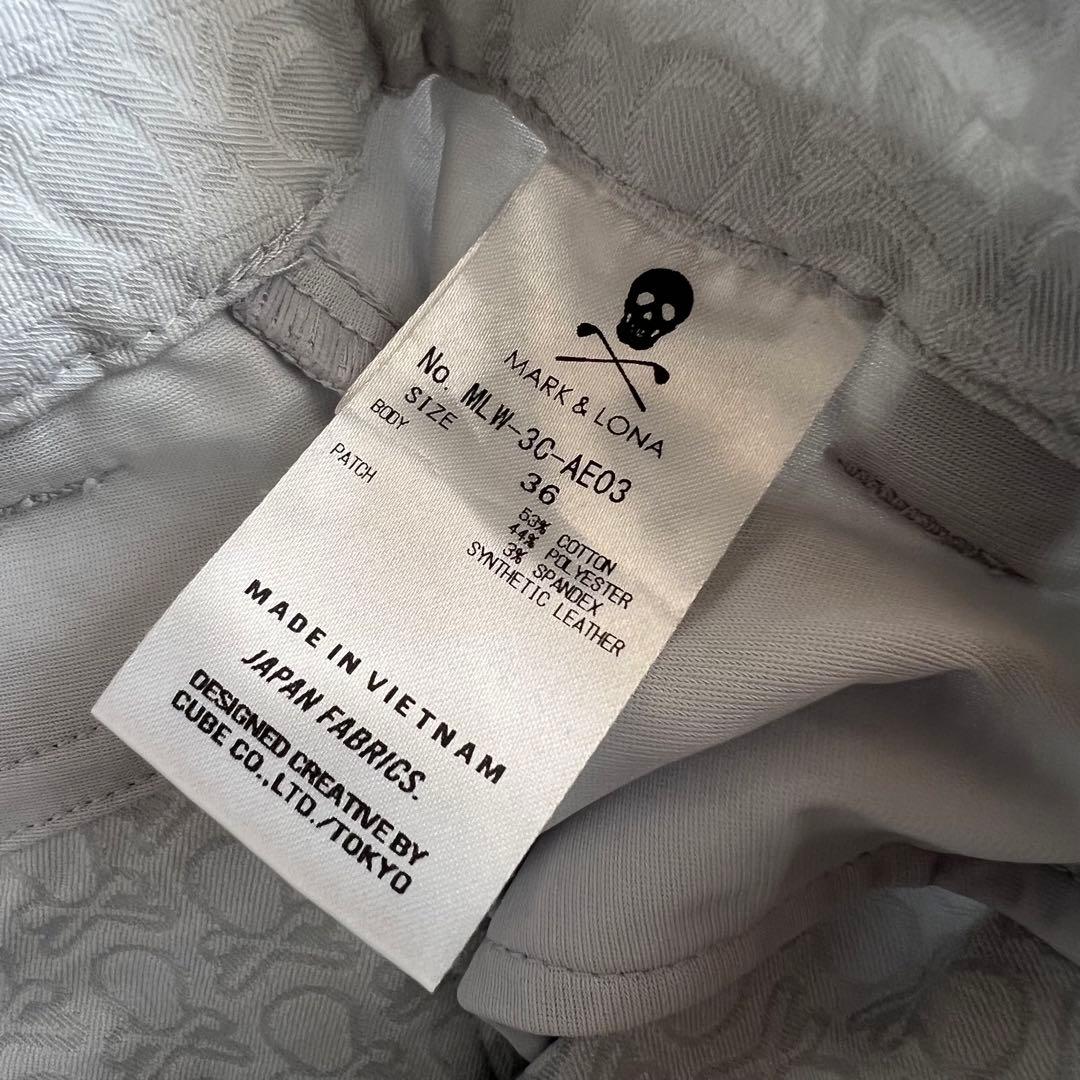 MARK & LONA
No. MLW-3C-AE03
SIZE 36
BODY 53% COTTON
44% POLYESTER
3% SPANDEX
PATCH SYNTHETIC LEATHER
MADE IN VIETNAM
JAPAN FABRICS.
DESIGNED CREATIVE BY
CUBE CO.,LTD./TOKYO